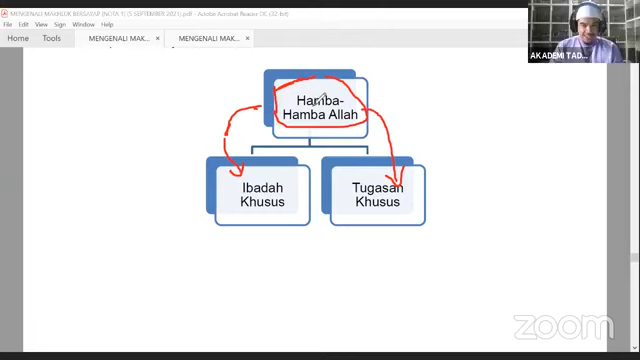 MENGENALI MAKHLUK BERSAYAP (NOTA 1) (5 SEPTEMBER 2021).pdf - Adobe Acrobat Reader DC (32-bit)
File Edit View Sign Window Help
Home Tools MENGENALI MAK... × MENGENALI MAK... ×
AKADEMI TAD...
Hamba-
Hamba Allah
Ibadah
Khusus
Tugasan
Khusus
zoom